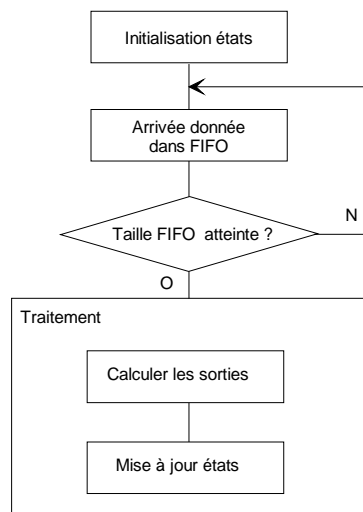 Initialisation états
Arrivée donnée
dans FIFO
Taille FIFO atteinte ?
N
O
Traitement
Calculer les sorties
Mise à jour états